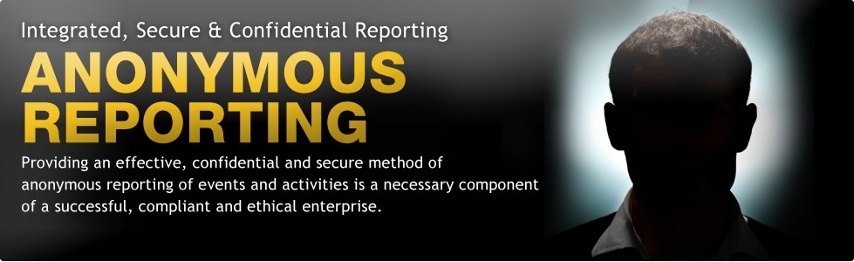 Integrated, Secure & Confidential Reporting
ANONYMOUS
REPORTING
Providing an effective, confidential and secure method of
anonymous reporting of events and activities is a necessary component
of a successful, compliant and ethical enterprise.